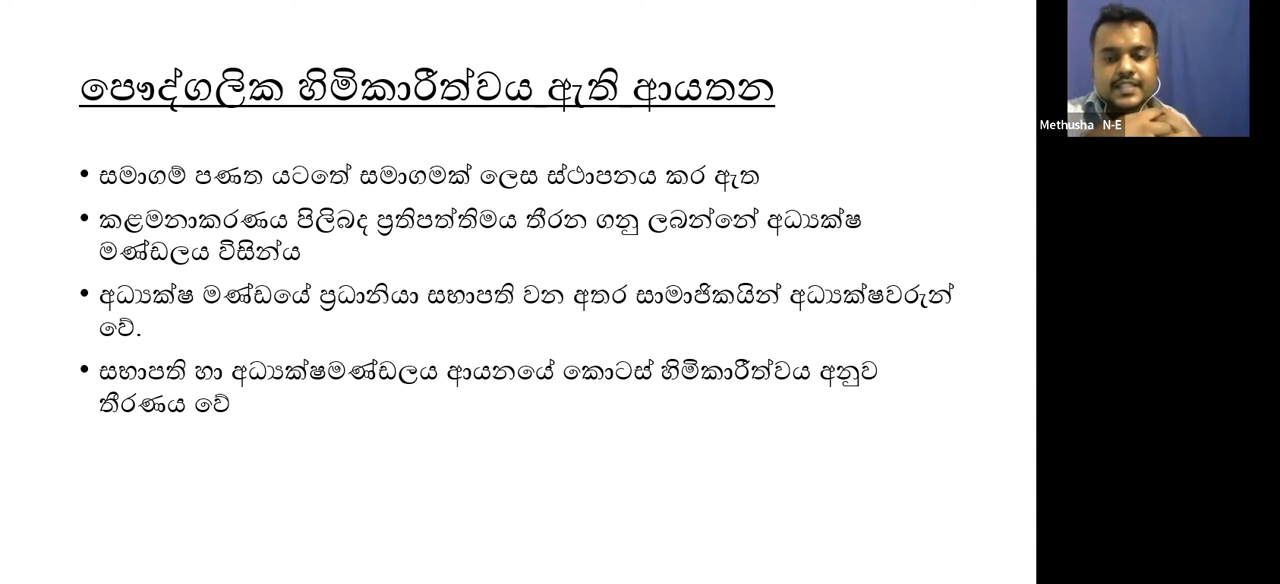 පෞද්ගලික හිමිකාරීත්වය ඇති ආයතන
• සමාගම් පණත යටතේ සමාගමක් ලෙස ස්ථාපනය කර ඇත
• කළමනාකරණය පිලිබද ප්‍රතිපත්තිමය තීරන ගනු ලබන්නේ අධ්‍යක්ෂ
මණ්ඩලය විසින්ය
• අධ්‍යක්ෂ මණ්ඩයේ ප්‍රධානියා සභාපති වන අතර සාමාජිකයින් අධ්‍යක්ෂවරුන්
වේ.
• සභාපති හා අධ්‍යක්ෂමණ්ඩලය ආයනයේ කොටස් හිමිකාරීත්වය අනුව
තීරණය වේ
Methusha N-E